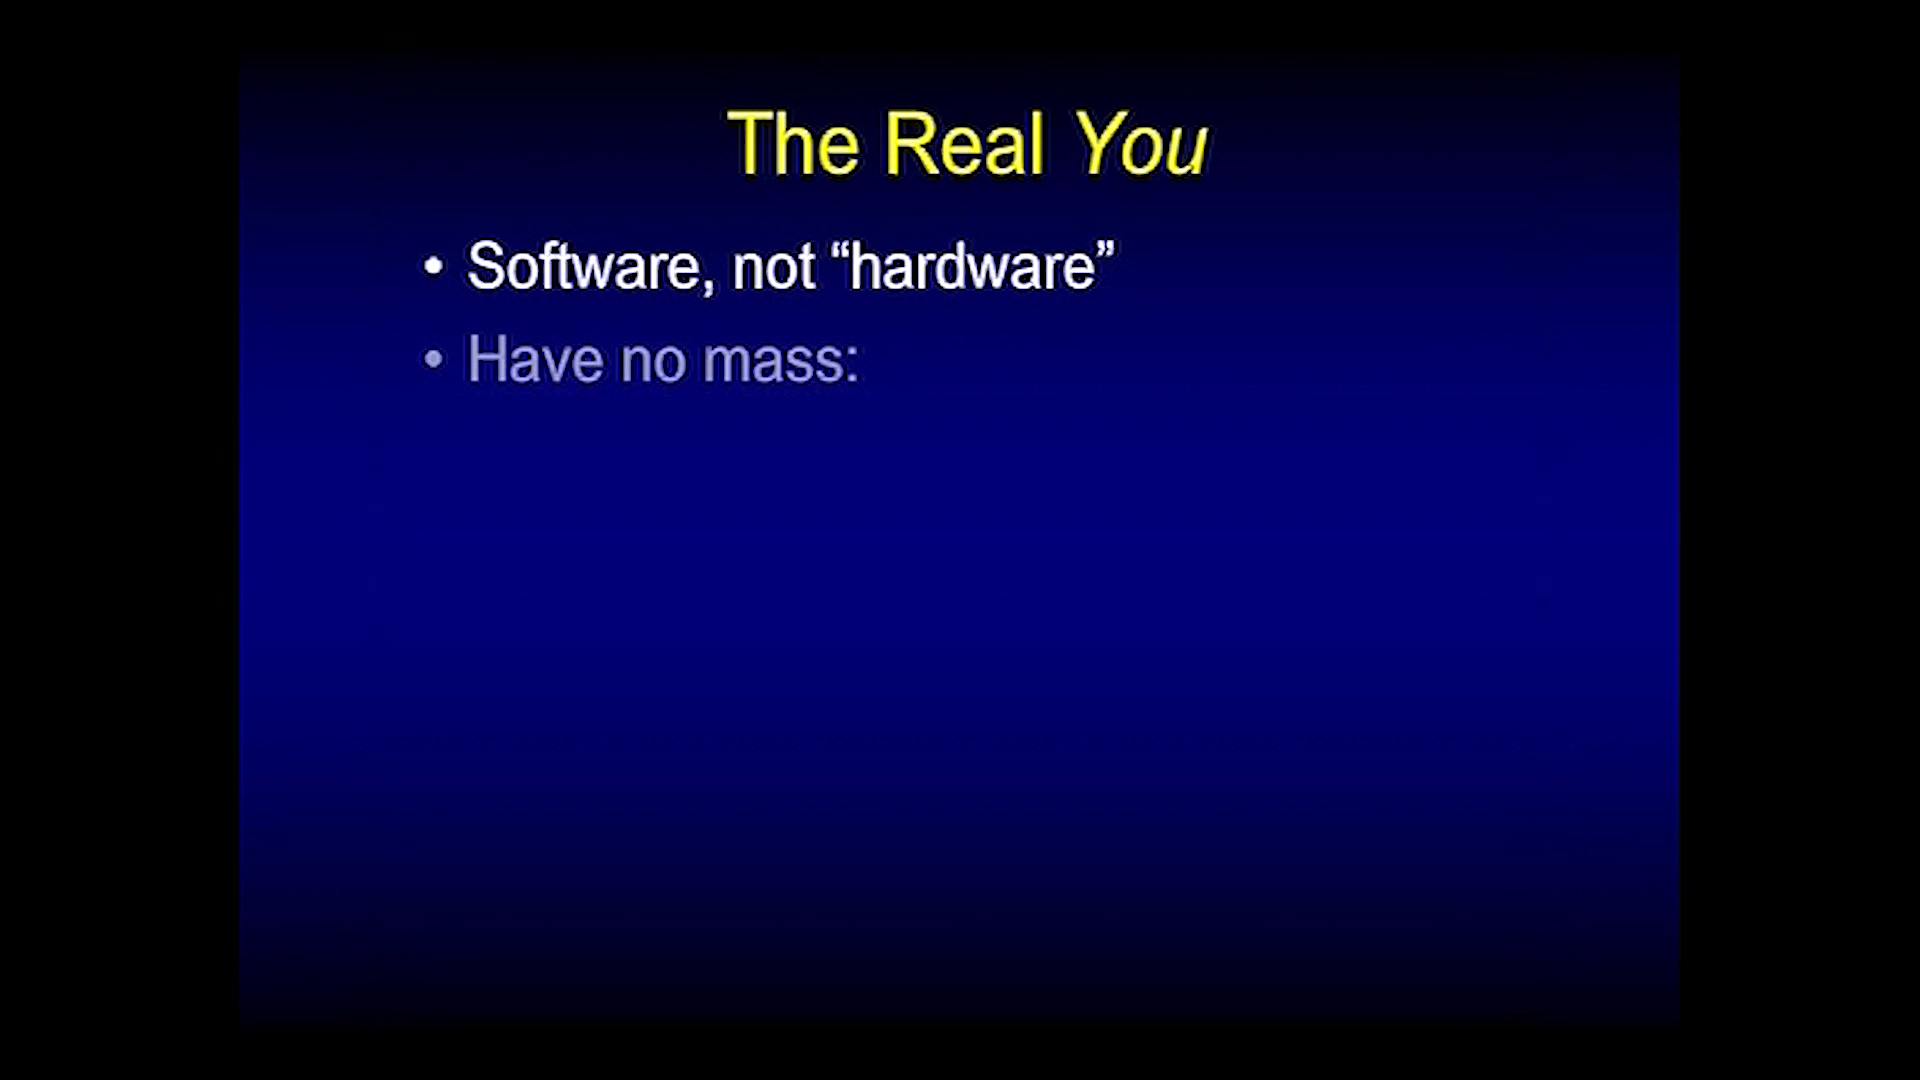 The Real You
• Software, not “hardware”
• Have no mass: